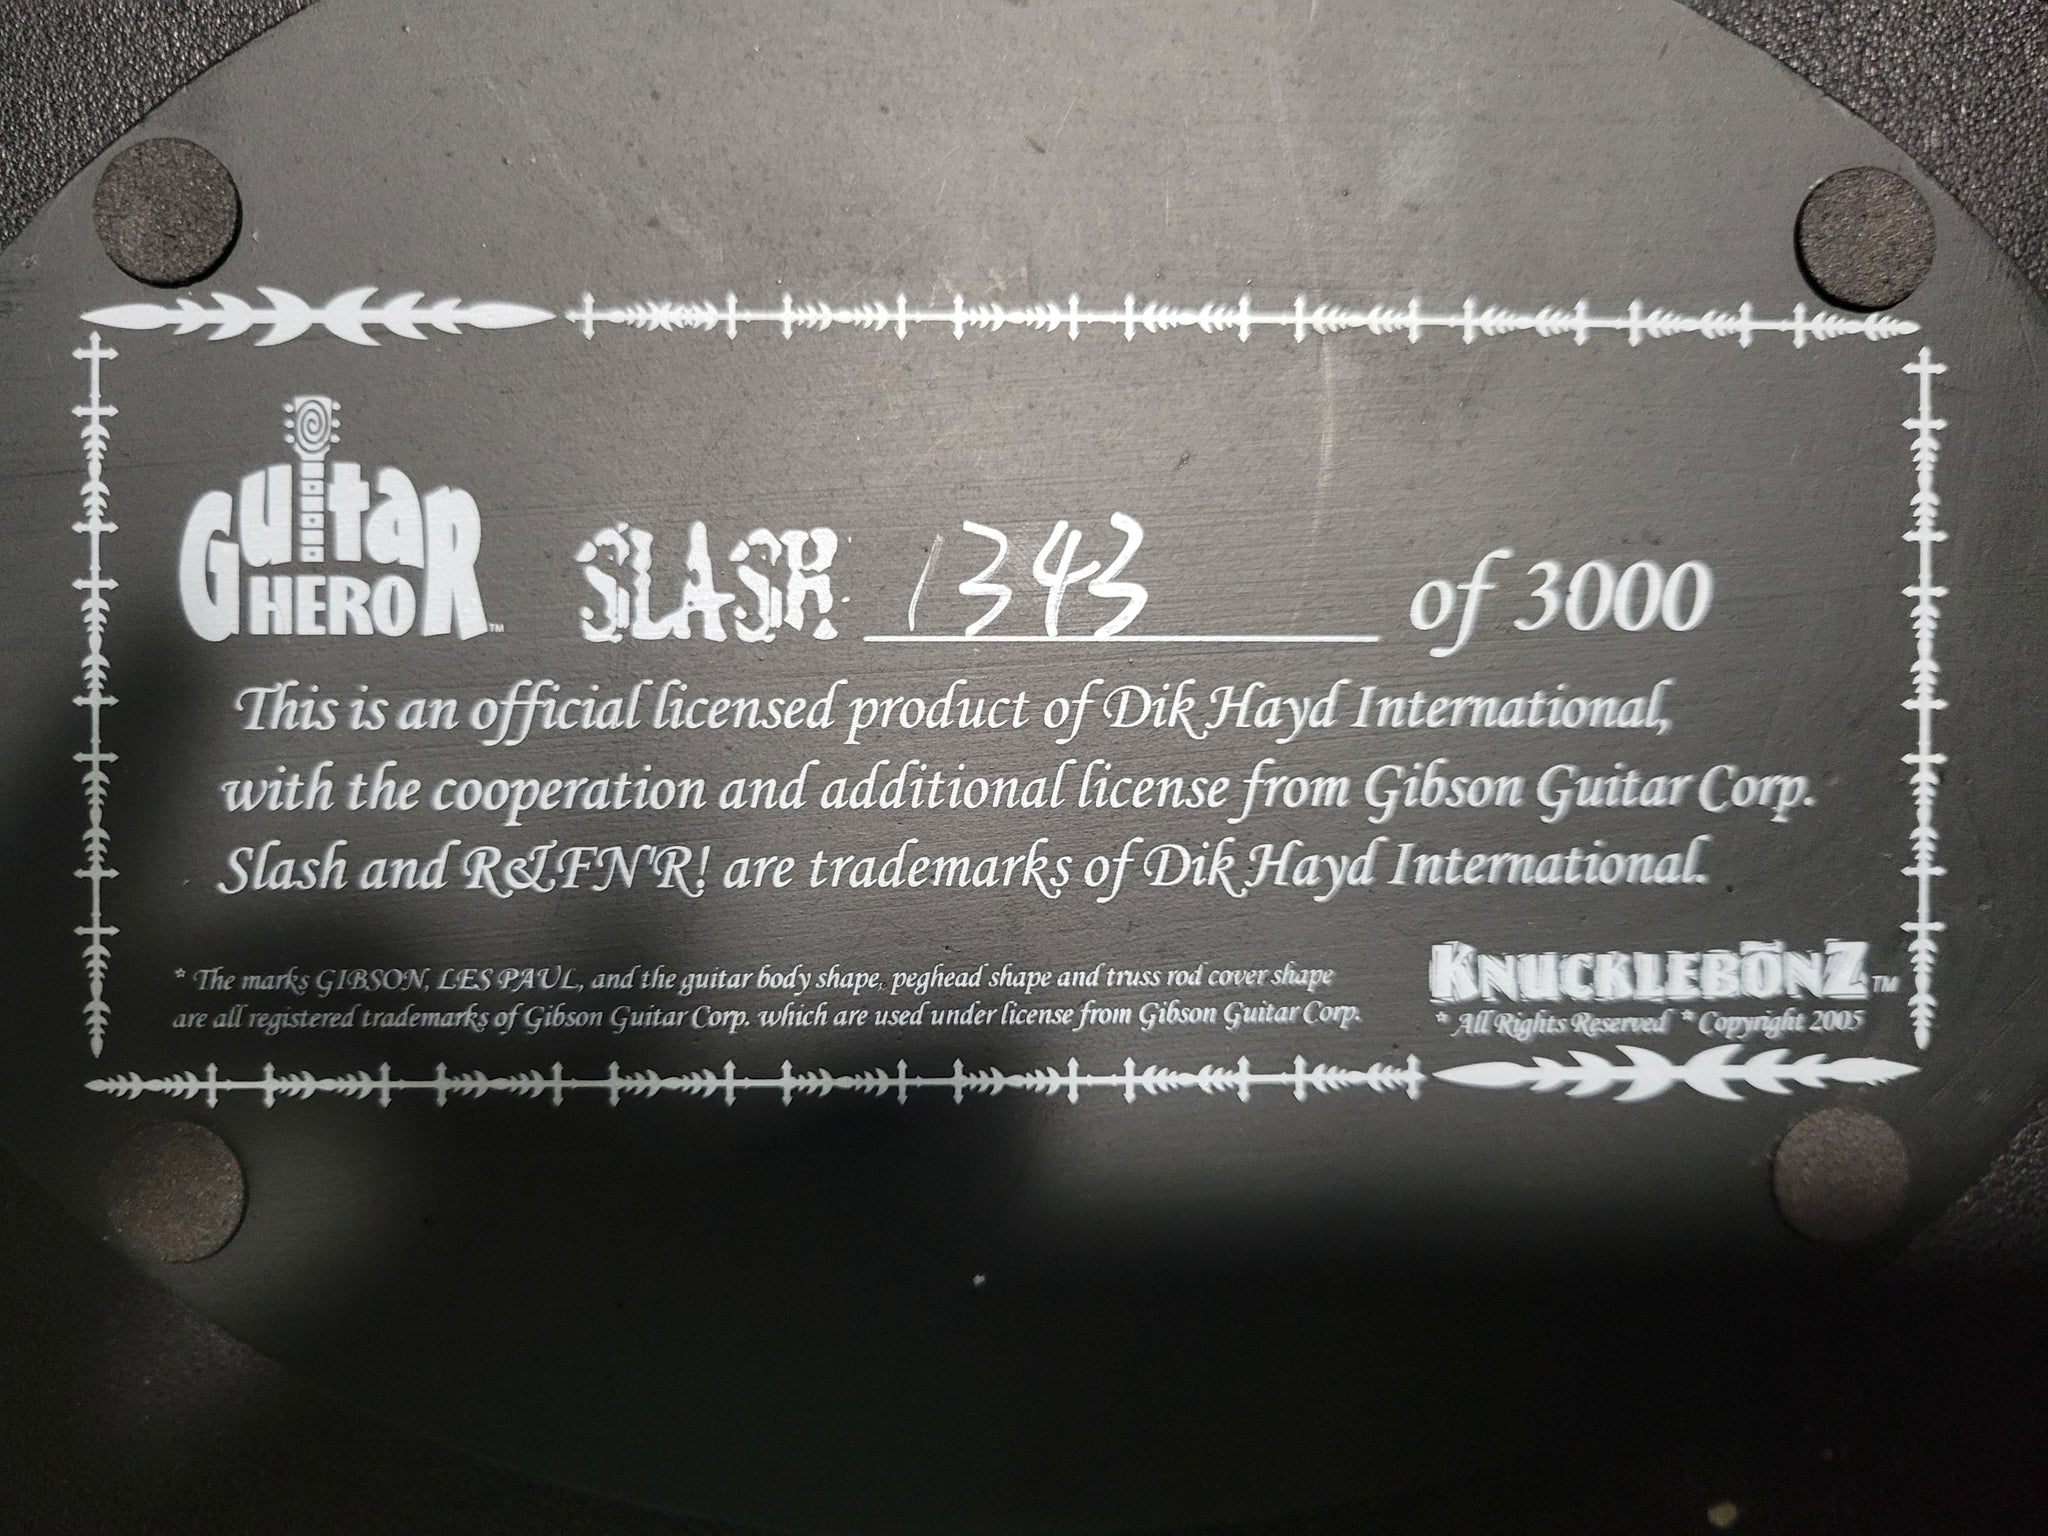 Guitar
HERO™
SLASH 1343 of 3000
This is an official licensed product of Dik Hayd International,
with the cooperation and additional license from Gibson Guitar Corp.
Slash and R&FN'R! are trademarks of Dik Hayd International.
* The marks GIBSON, LES PAUL, and the guitar body shape, peghead shape and truss rod cover shape
are all registered trademarks of Gibson Guitar Corp. which are used under license from Gibson Guitar Corp.
KNUCKLEBŌNZ™
* All Rights Reserved * Copyright 2005